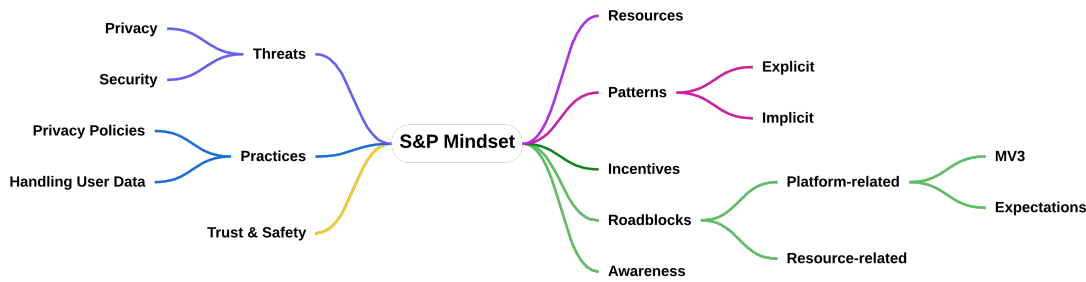 Privacy
Security
Threats
Privacy Policies
Handling User Data
Practices
Trust & Safety
S&P Mindset
Resources
Patterns
Explicit
Implicit
Incentives
Roadblocks
Platform-related
MV3
Expectations
Resource-related
Awareness